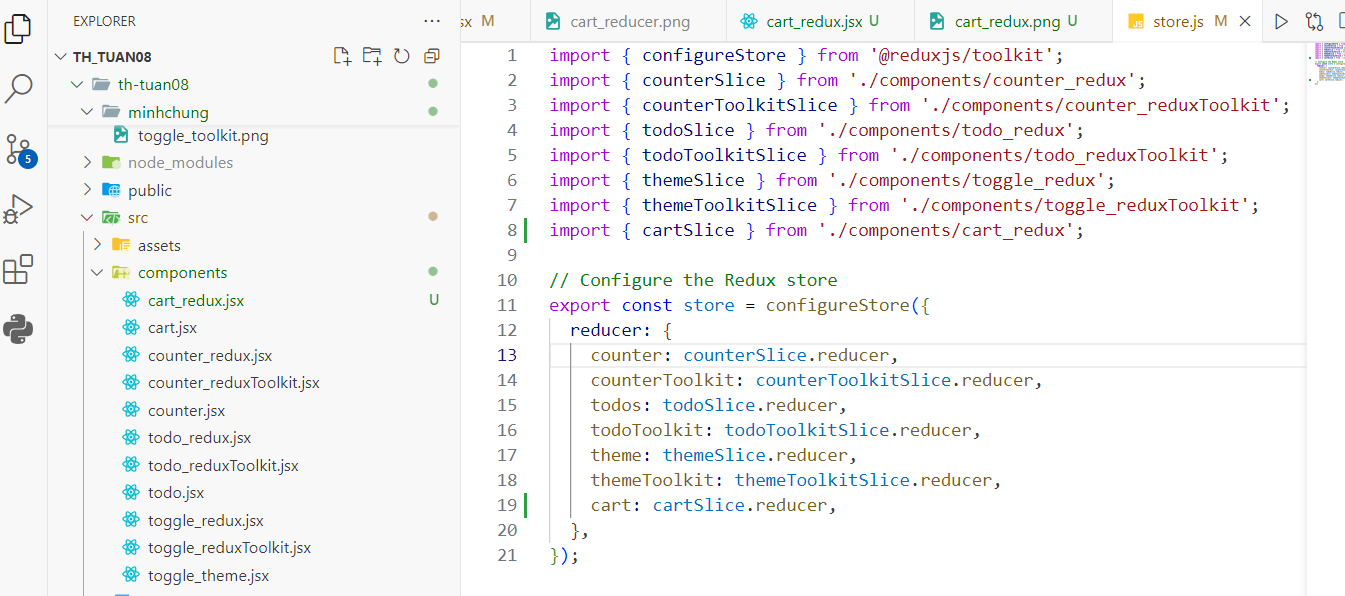 EXPLORER
TH_TUAN08
th-tuan08
minhchung
toggle_toolkit.png
node_modules
public
src
assets
components
cart_redux.jsx U
cart.jsx
counter_redux.jsx
counter_reduxToolkit.jsx
counter.jsx
todo_redux.jsx
todo_reduxToolkit.jsx
todo.jsx
toggle_redux.jsx
toggle_reduxToolkit.jsx
toggle_theme.jsx
5
sx M
cart_reducer.png
cart_redux.jsx U
cart_redux.png U
JS store.js M
1 import { configureStore } from '@reduxjs/toolkit';
2 import { counterSlice } from './components/counter_redux';
3 import { counterToolkitSlice } from './components/counter_reduxToolkit';
4 import { todoSlice } from './components/todo_redux';
5 import { todoToolkitSlice } from './components/todo_reduxToolkit';
6 import { themeSlice } from './components/toggle_redux';
7 import { themeToolkitSlice } from './components/toggle_reduxToolkit';
8 import { cartSlice } from './components/cart_redux';
9
10 // Configure the Redux store
11 export const store = configureStore({
12 reducer: {
13 counter: counterSlice.reducer,
14 counterToolkit: counterToolkitSlice.reducer,
15 todos: todoSlice.reducer,
16 todoToolkit: todoToolkitSlice.reducer,
17 theme: themeSlice.reducer,
18 themeToolkit: themeToolkitSlice.reducer,
19 cart: cartSlice.reducer,
20 },
21 });